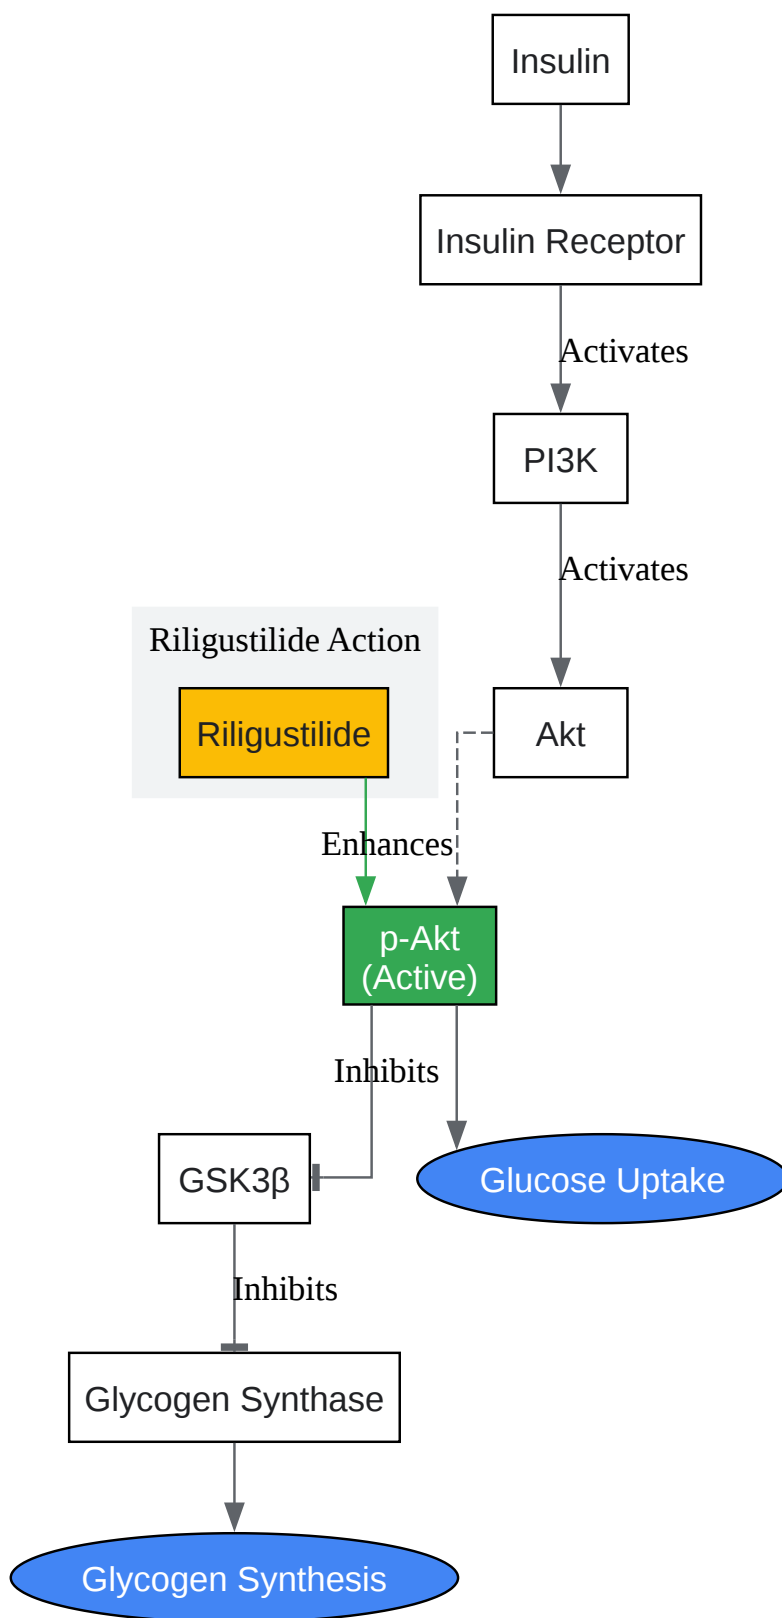 Insulin
Insulin Receptor
Activates
PI3K
Activates
Riligustilide Action
Riligustilide
Akt
Enhances
p-Akt
(Active)
Inhibits
GSK3β
Glucose Uptake
Inhibits
Glycogen Synthase
Glycogen Synthesis